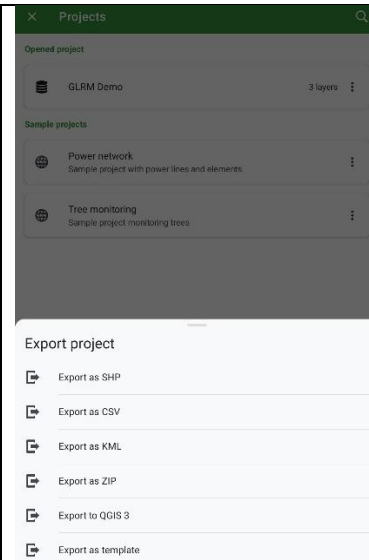 Projects
Opened project
GLRM Demo
3 layers
Sample projects
Power network
Sample project with power lines and elements
Tree monitoring
Sample project monitoring trees
Export project
Export as SHP
Export as CSV
Export as KML
Export as ZIP
Export to QGIS 3
Export as template